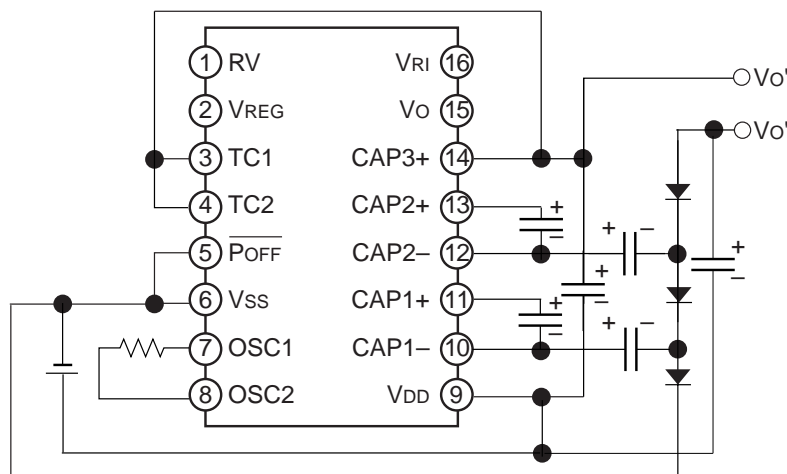 1 RV
2 VREG
3 TC1
4 TC2
5 POFF
6 VSS
7 OSC1
8 OSC2
VRI 16
VO 15
CAP3+ 14
CAP2+ 13
CAP2– 12
CAP1+ 11
CAP1– 10
VDD 9
VO'
VO'
+
–
+ –
+
–
+
–
+
–
+ –